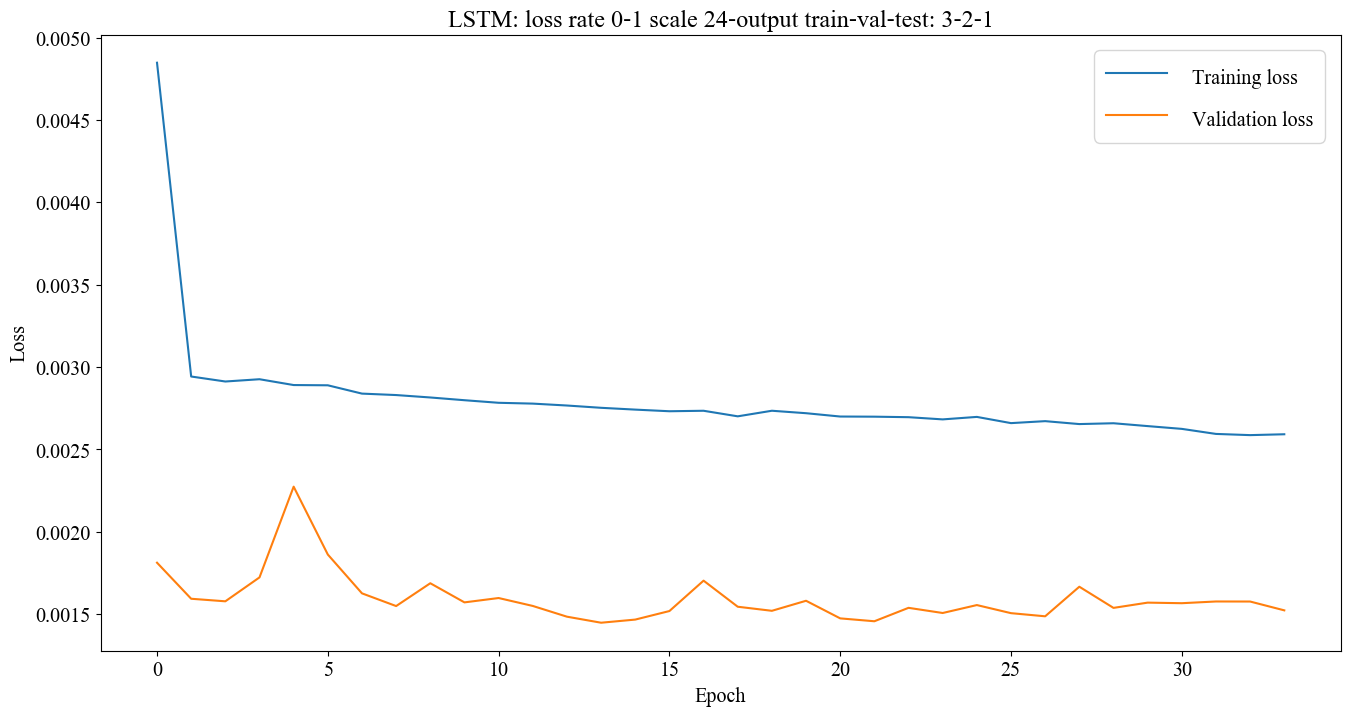 LSTM: loss rate 0-1 scale 24-output train-val-test: 3-2-1
0.0050
0.0045
0.0040
0.0035
0.0030
0.0025
0.0020
0.0015
Loss
Training loss
Validation loss
0 5 10 15 20 25 30
Epoch